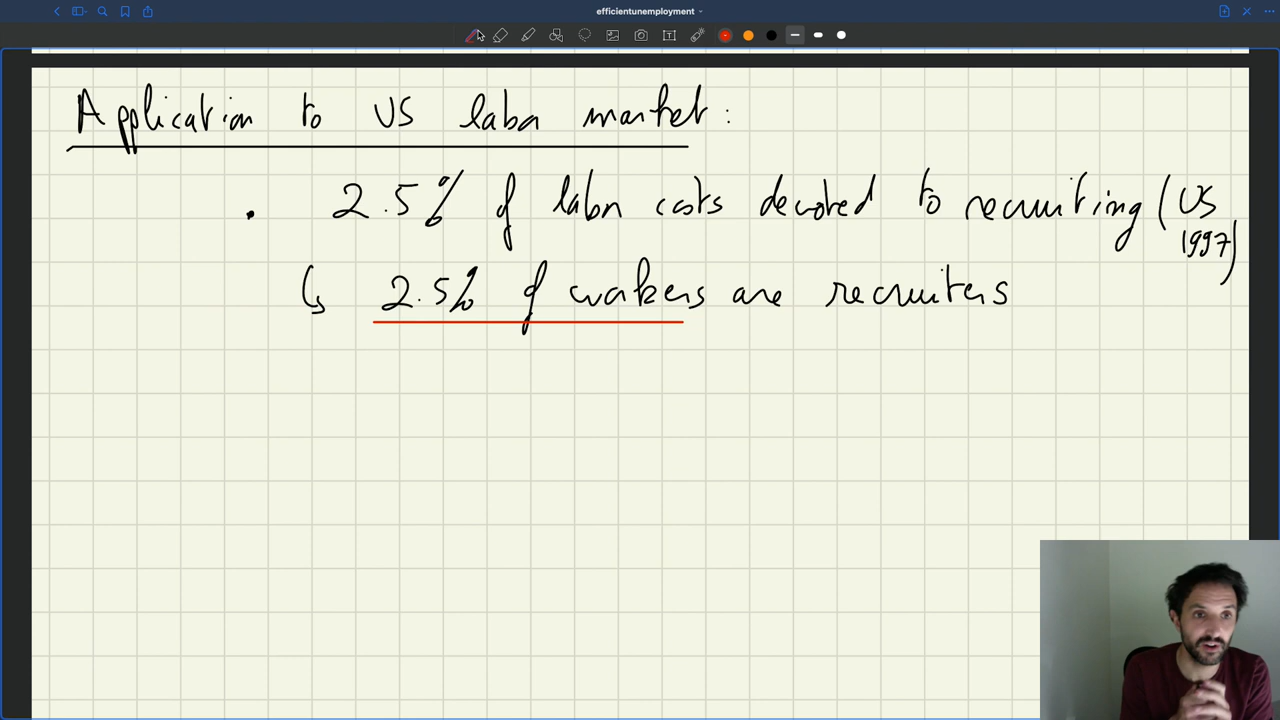 efficientunemployment
Application to US labor market:
• 2.5% of labor costs devoted to recruiting (US 1997)
↳ 2.5% of workers are recruiters